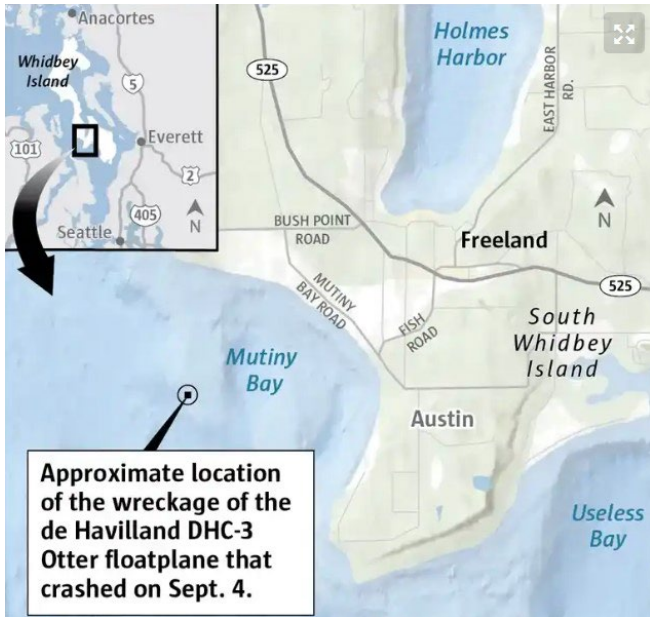 Anacortes
Whidbey
Island
5
101
Everett
2
405
N
Seattle
Holmes
Harbor
525
EAST HARBOR
RD.
BUSH POINT
ROAD
Freeland
N
MUTINY
BAY ROAD
FISH
ROAD
525
South
Whidbey
Island
Mutiny
Bay
Austin
Useless
Bay
Approximate location
of the wreckage of the
de Havilland DHC-3
Otter floatplane that
crashed on Sept. 4.